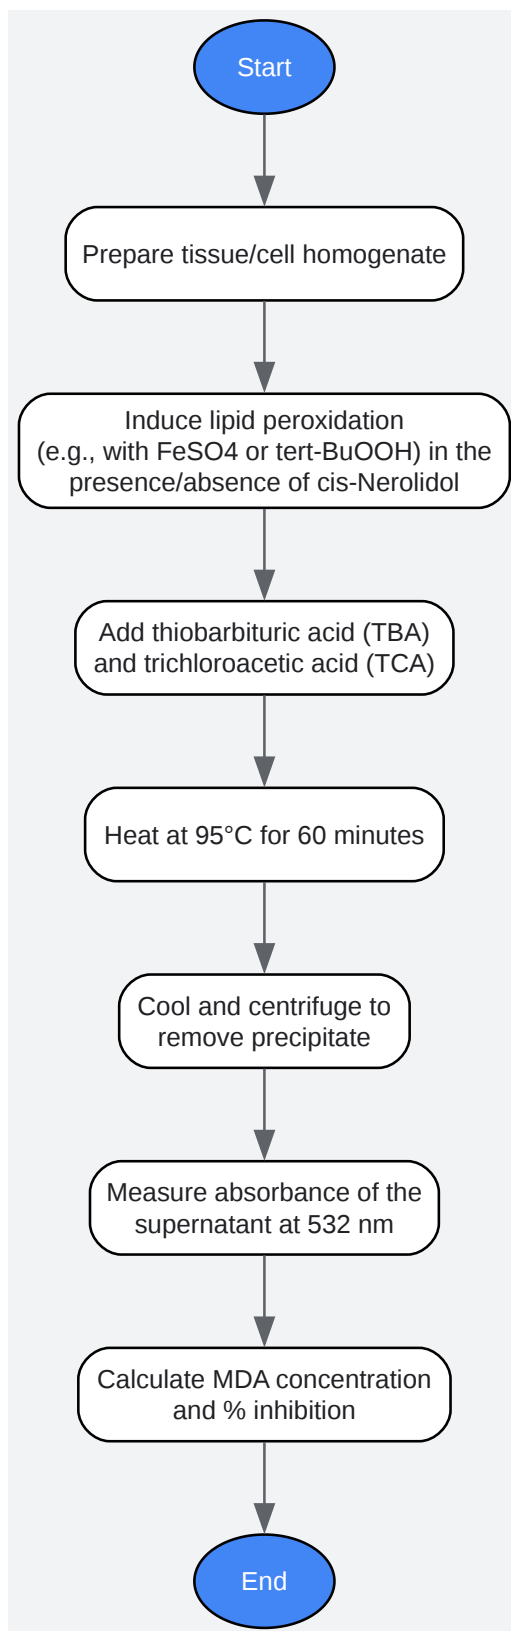 Start
Prepare tissue/cell homogenate
Induce lipid peroxidation
(e.g., with FeSO4 or tert-BuOOH) in the
presence/absence of cis-Nerolidol
Add thiobarbituric acid (TBA)
and trichloroacetic acid (TCA)
Heat at 95°C for 60 minutes
Cool and centrifuge to
remove precipitate
Measure absorbance of the
supernatant at 532 nm
Calculate MDA concentration
and % inhibition
End